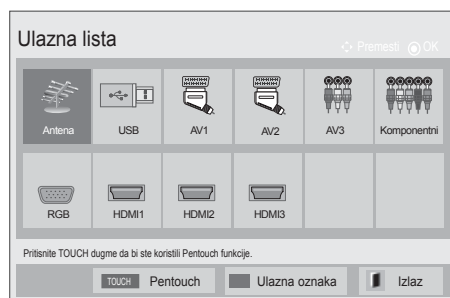 Ulazna lista
Premesti OK
Antena USB AV1 AV2 AV3 Komponentni
RGB HDMI1 HDMI2 HDMI3
Pritisnite TOUCH dugme da bi ste koristili Pentouch funkcije.
TOUCH Pentouch Ulazna oznaka Izlaz